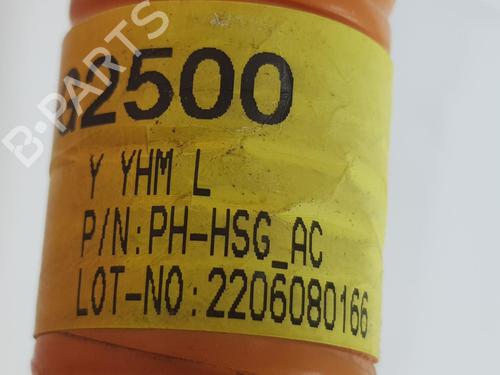 2500
Y YHM L
P/N:PH-HSG_AC
LOT-NO:2206080166
B-PARTS